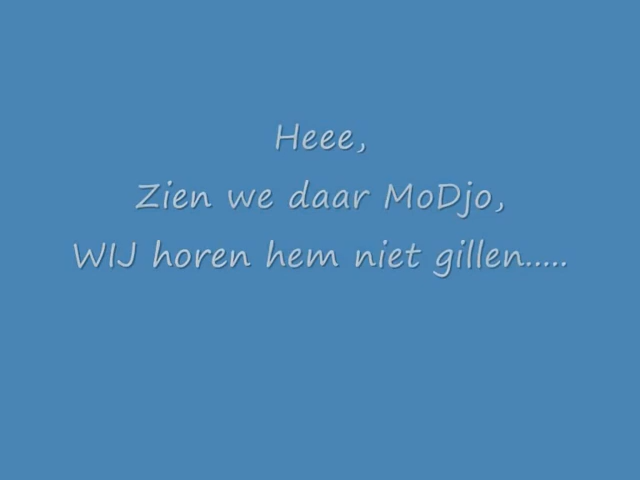 Heee,
Zien we daar MoDjo,
WIJ horen hem niet gillen.....